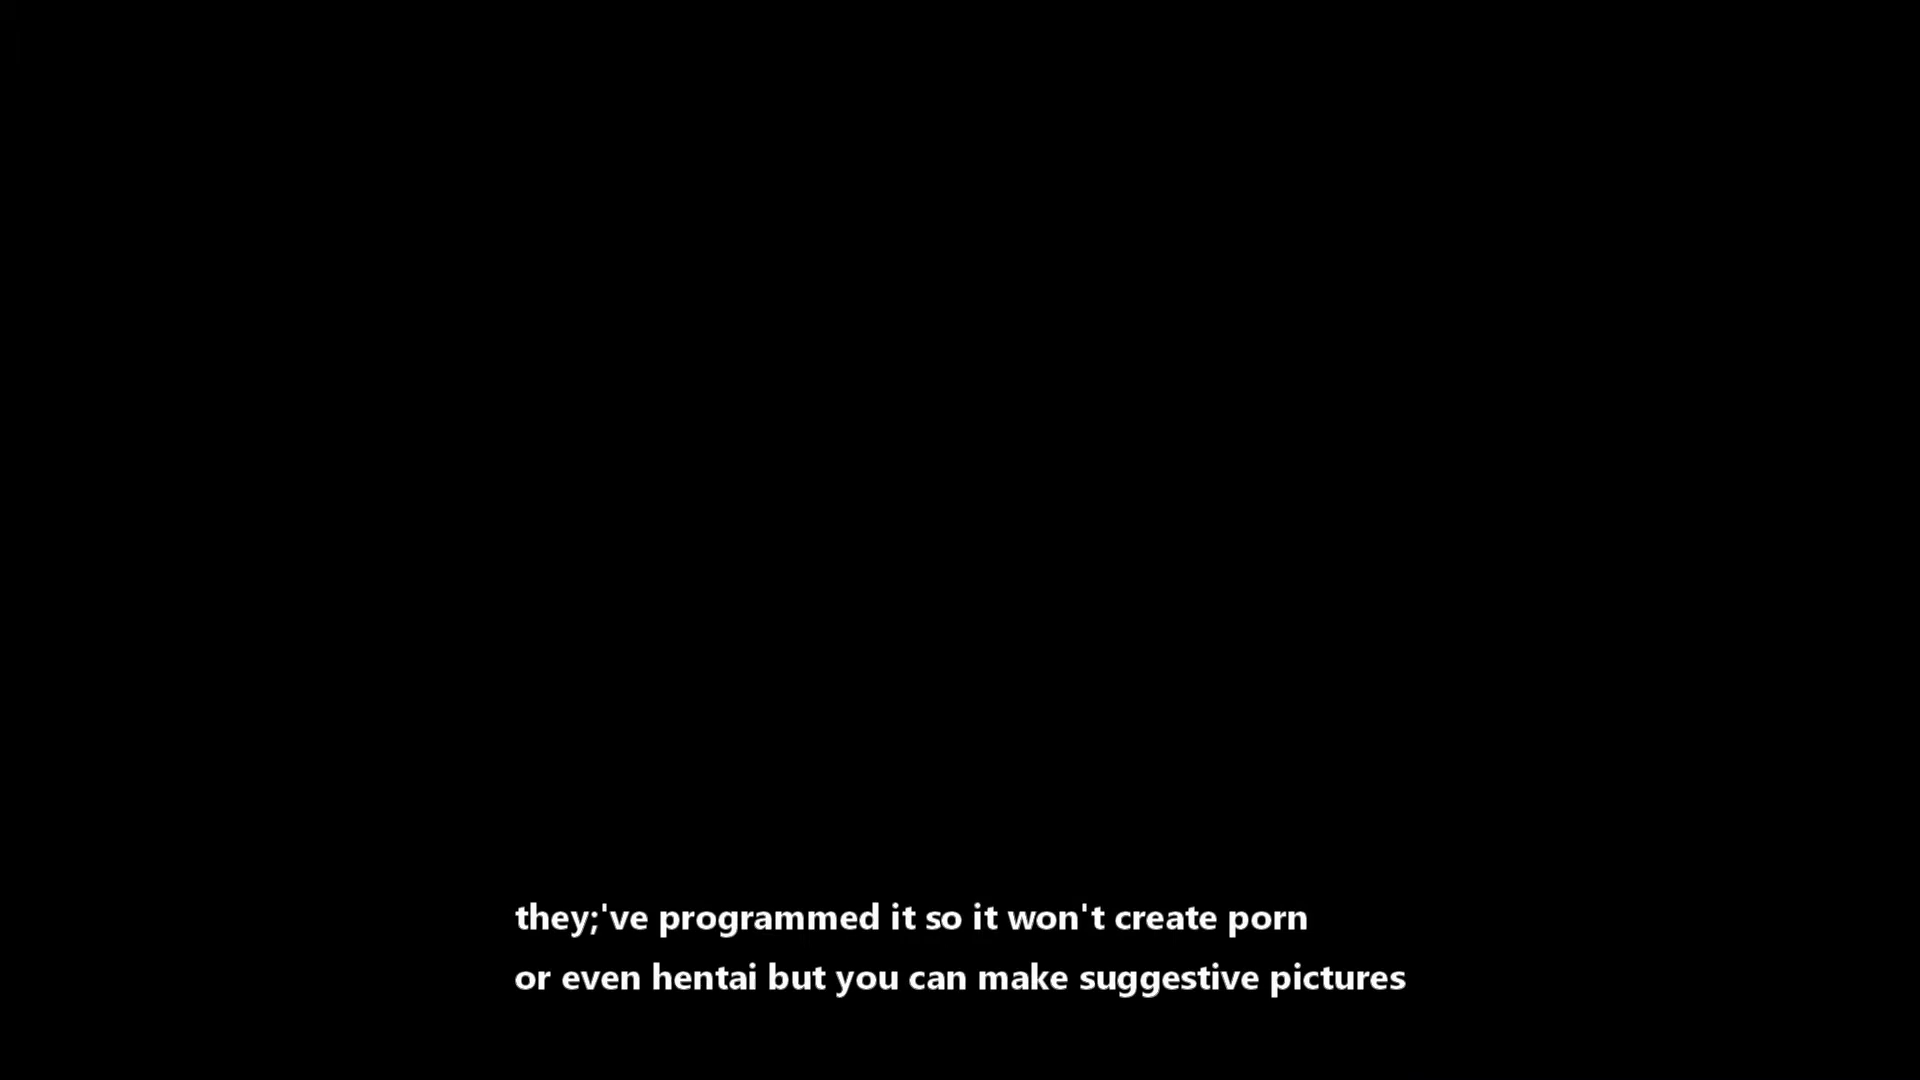 they;'ve programmed it so it won't create porn
or even hentai but you can make suggestive pictures